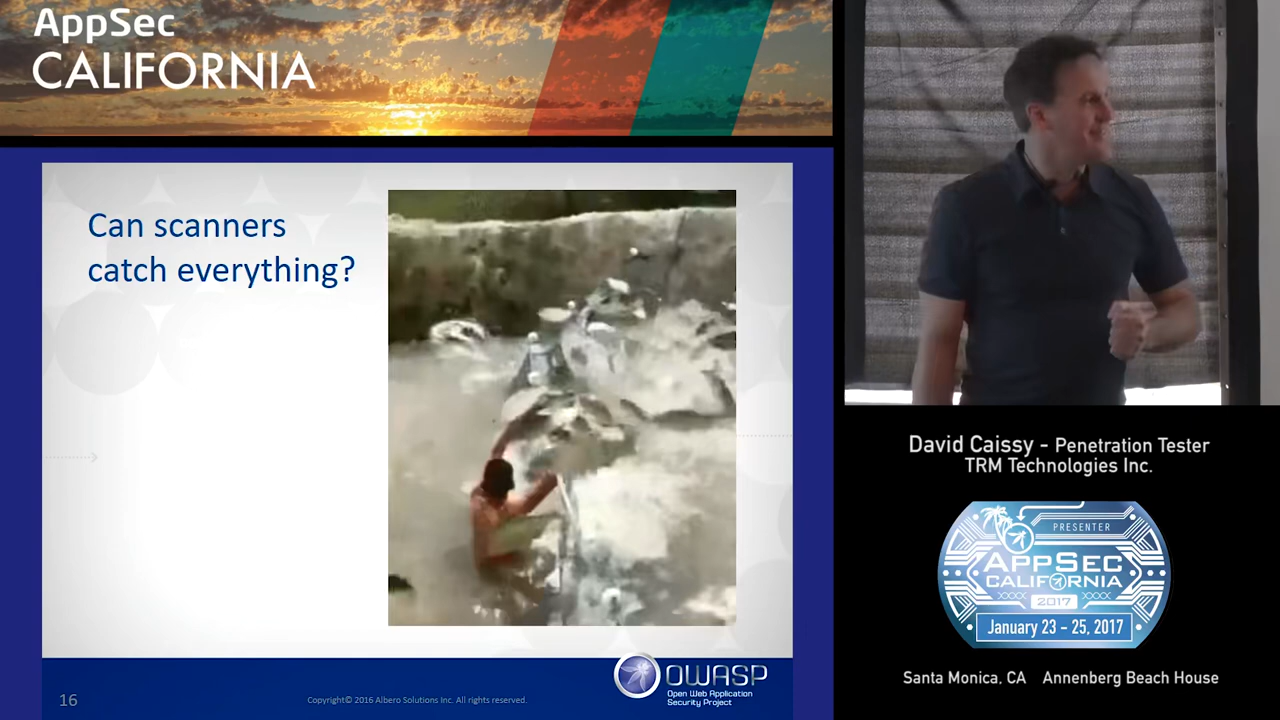 AppSec
CALIFORNIA
Can scanners
catch everything?
16
Copyright© 2016 Albero Solutions Inc. All rights reserved.
OWASP
Open Web Application
Security Project
David Caissy - Penetration Tester
TRM Technologies Inc.
PRESENTER
APPSEC
CALIFORNIA
2017
January 23 - 25, 2017
Santa Monica, CA Annenberg Beach House